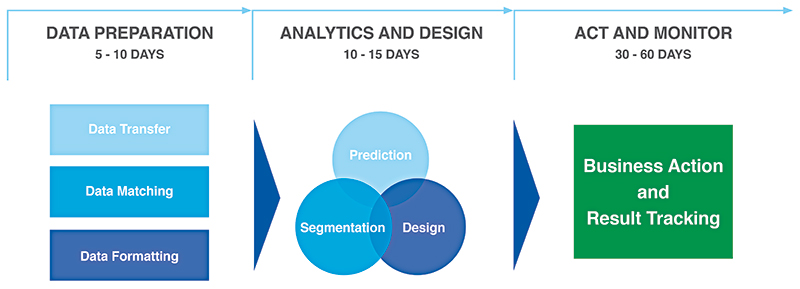 DATA PREPARATION
5 - 10 DAYS
ANALYTICS AND DESIGN
10 - 15 DAYS
ACT AND MONITOR
30 - 60 DAYS
Data Transfer
Data Matching
Data Formatting
Prediction
Segmentation
Design
Business Action
and
Result Tracking